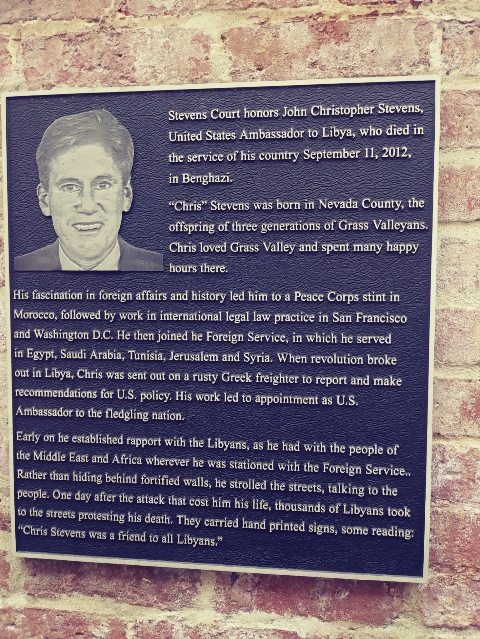 Stevens Court honors John Christopher Stevens,
United States Ambassador to Libya, who died in
the service of his country September 11, 2012,
in Benghazi.
“Chris” Stevens was born in Nevada County, the
offspring of three generations of Grass Valleyans.
Chris loved Grass Valley and spent many happy
hours there.
His fascination in foreign affairs and history led him to a Peace Corps stint in
Morocco, followed by work in international legal law practice in San Francisco
and Washington D.C. He then joined he Foreign Service, in which he served
in Egypt, Saudi Arabia, Tunisia, Jerusalem and Syria. When revolution broke
out in Libya, Chris was sent out on a rusty Greek freighter to report and make
recommendations for U.S. policy. His work led to appointment as U.S.
Ambassador to the fledgling nation.
Early on he established rapport with the Libyans, as he had with the people of
the Middle East and Africa wherever he was stationed with the Foreign Service..
Rather than hiding behind fortified walls, he strolled the streets, talking to the
people. One day after the attack that cost him his life, thousands of Libyans took
to the streets protesting his death. They carried hand printed signs, some reading:
“Chris Stevens was a friend to all Libyans.”